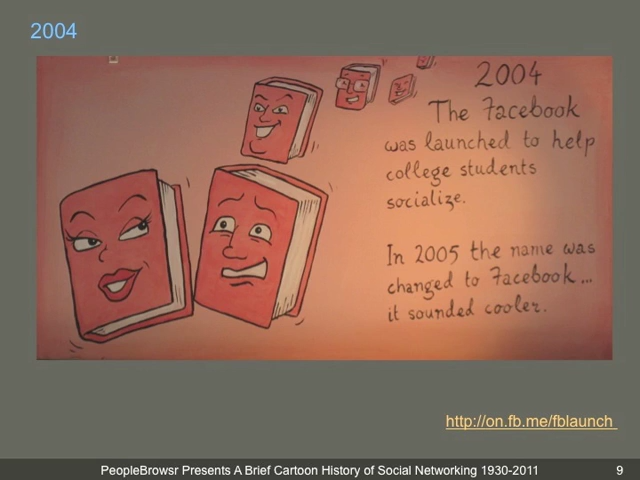 2004
2004
The Facebook
was launched to help
college students
socialize.
In 2005 the name was
changed to Facebook...
it sounded cooler.
http://on.fb.me/fblaunch
PeopleBrowsr Presents A Brief Cartoon History of Social Networking 1930-2011
9